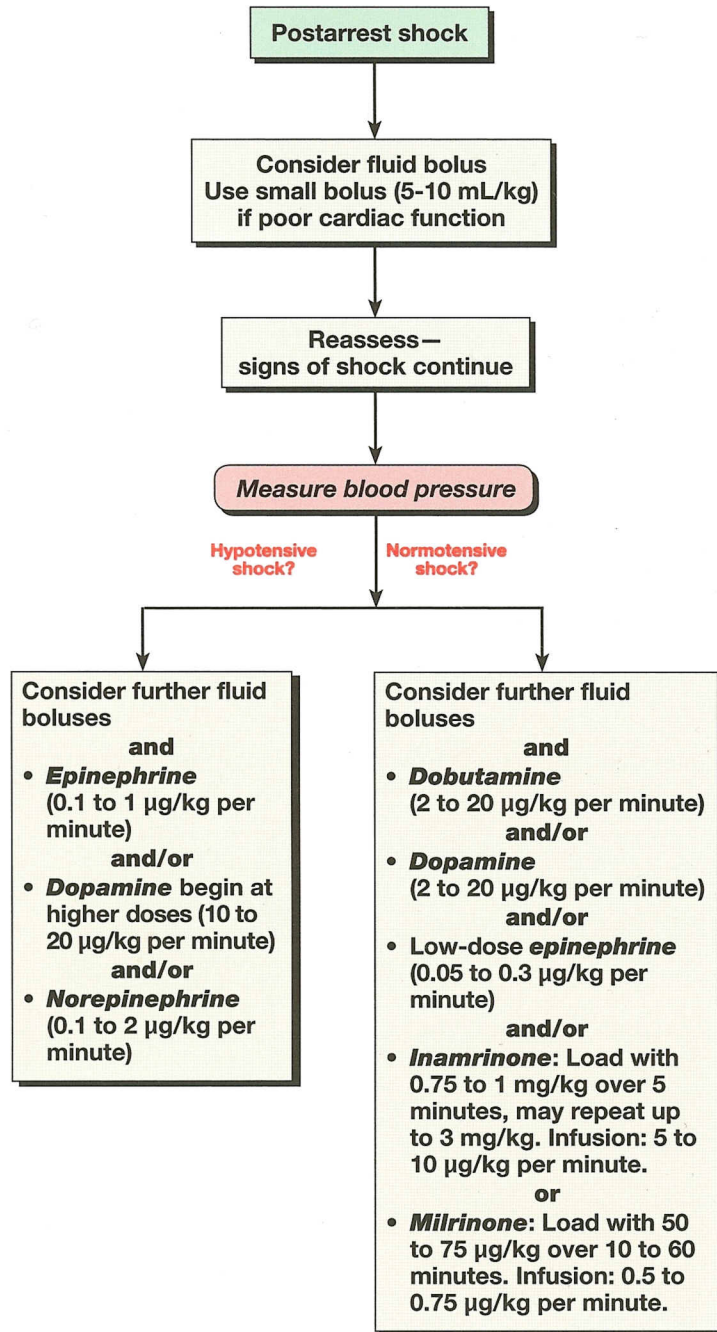 Postarrest shock
Consider fluid bolus
Use small bolus (5-10 mL/kg)
if poor cardiac function
Reassess—
signs of shock continue
Measure blood pressure
Hypotensive
shock?
Normotensive
shock?
Consider further fluid
boluses
and
• Epinephrine
(0.1 to 1 µg/kg per
minute)
and/or
• Dopamine begin at
higher doses (10 to
20 µg/kg per minute)
and/or
• Norepinephrine
(0.1 to 2 µg/kg per
minute)
Consider further fluid
boluses
and
• Dobutamine
(2 to 20 µg/kg per minute)
and/or
• Dopamine
(2 to 20 µg/kg per minute)
and/or
• Low-dose epinephrine
(0.05 to 0.3 µg/kg per
minute)
and/or
• Inamrinone: Load with
0.75 to 1 mg/kg over 5
minutes, may repeat up
to 3 mg/kg. Infusion: 5 to
10 µg/kg per minute.
or
• Milrinone: Load with 50
to 75 µg/kg over 10 to 60
minutes. Infusion: 0.5 to
0.75 µg/kg per minute.